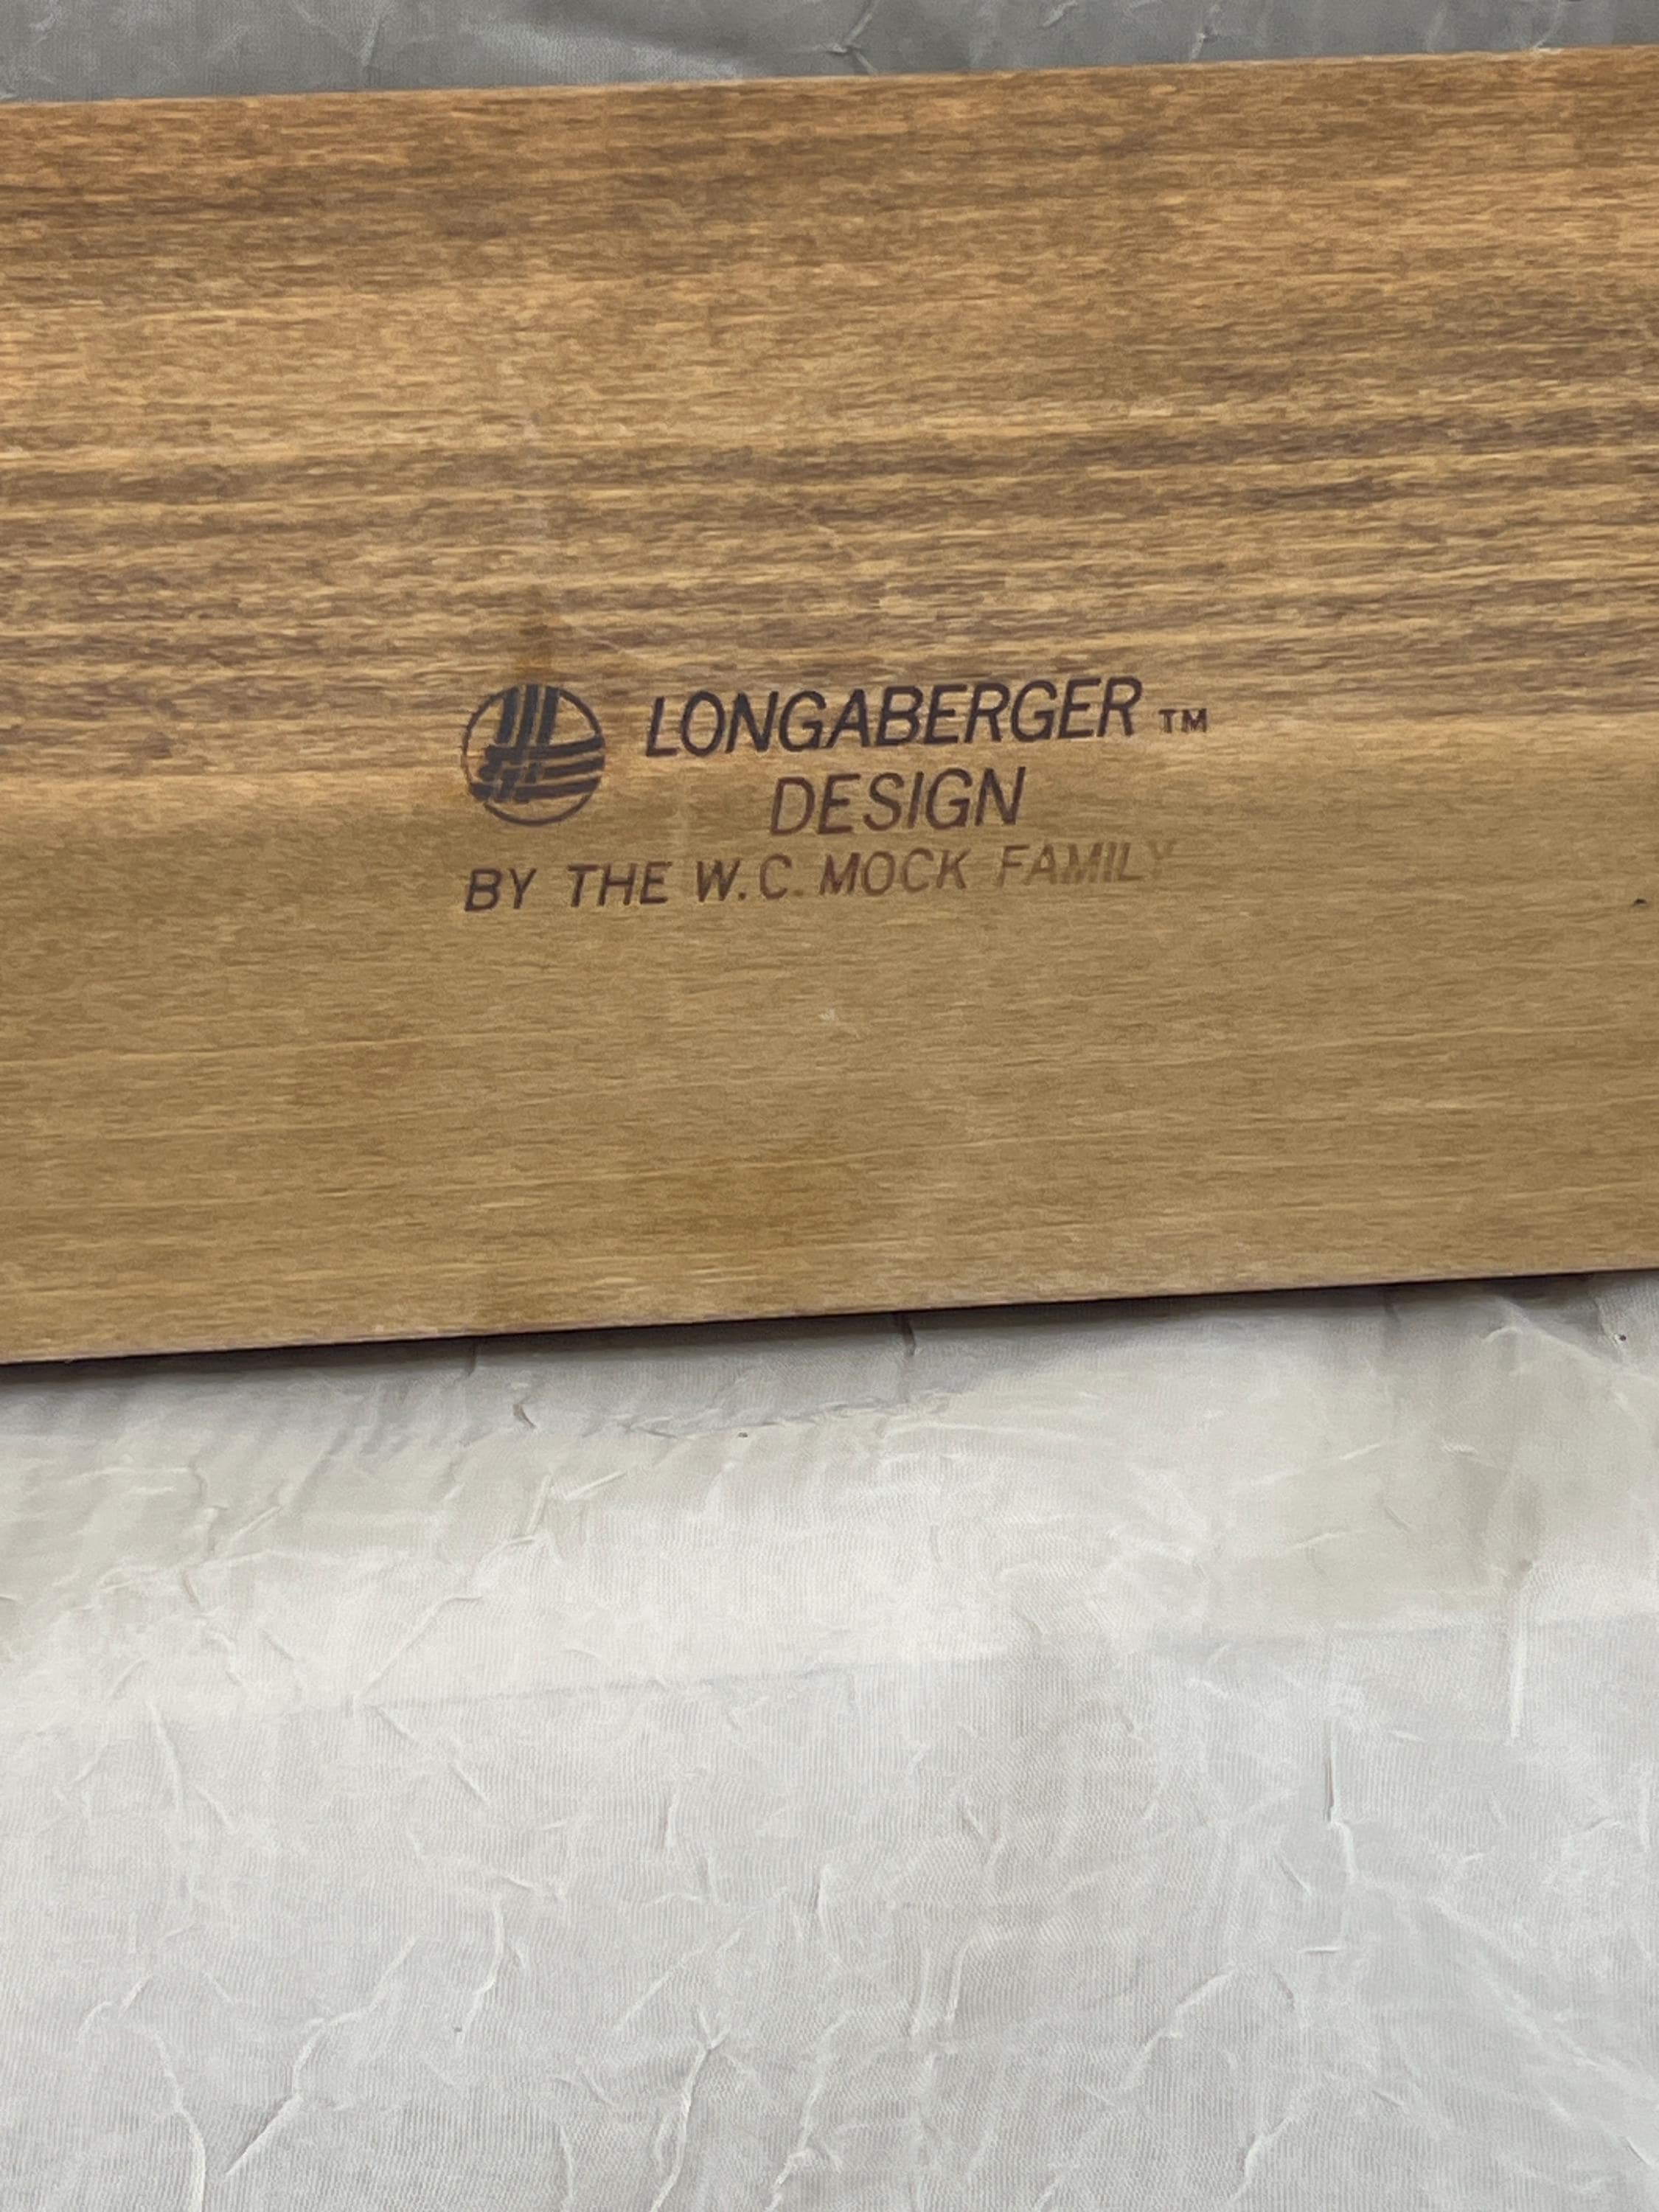 LONGABERGER TM
DESIGN
BY THE W.C. MOCK FAMILY